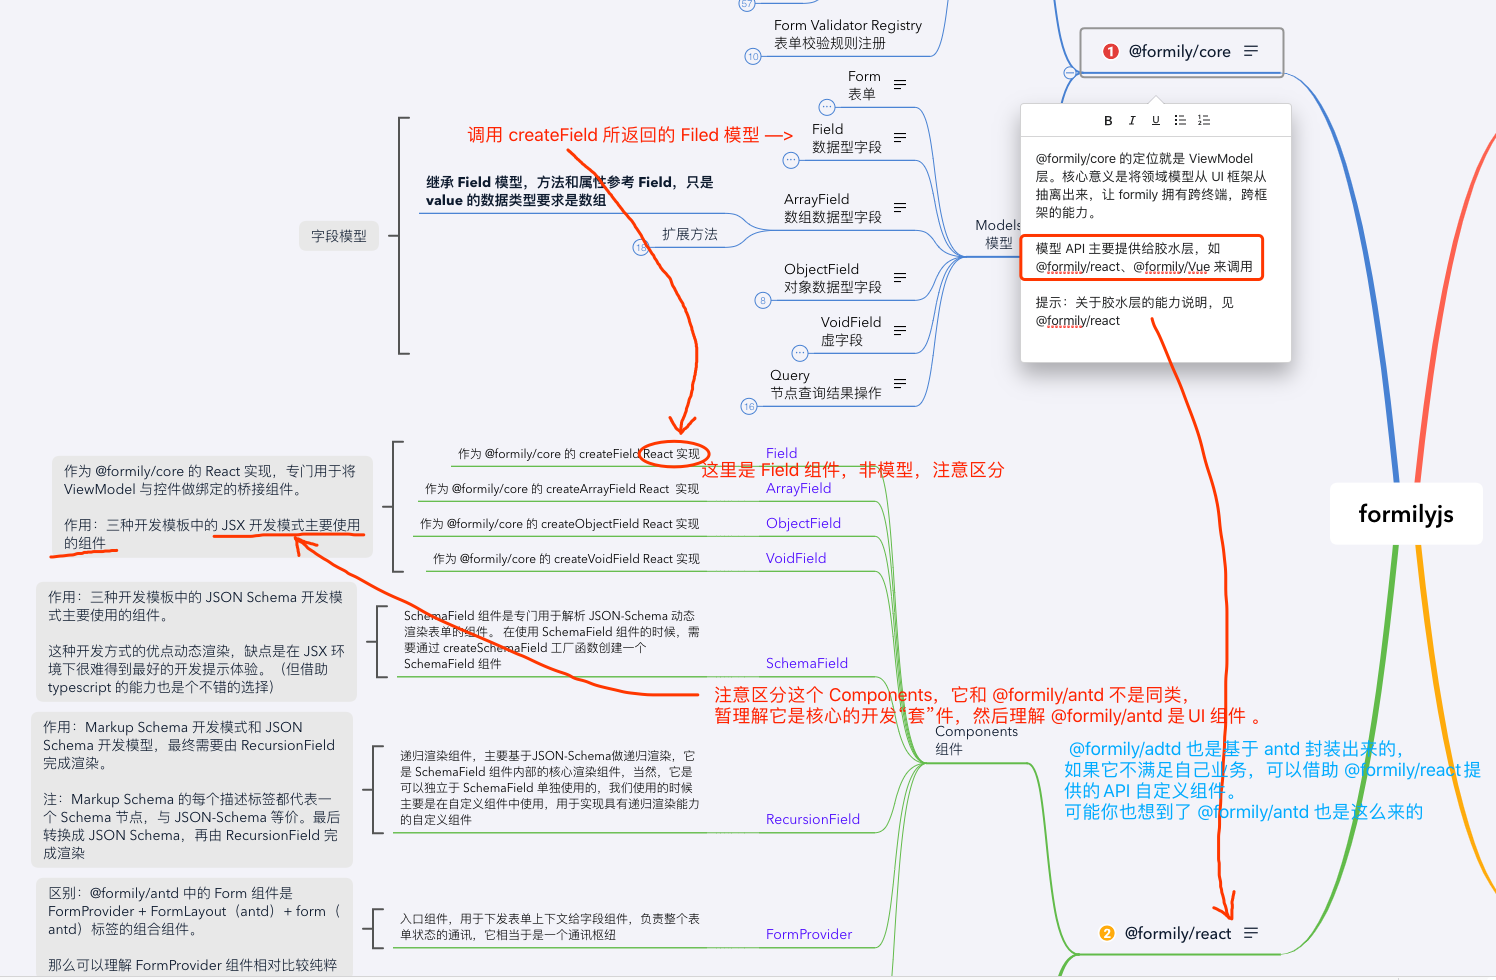 57
Form Validator Registry
表单校验规则注册
10
Form
表单
Field
数据型字段
调用 createField 所返回的 Filed 模型 —>
继承 Field 模型，方法和属性参考 Field，只是
value 的数据类型要求是数组
ArrayField
数组数据型字段
扩展方法
18
字段模型
ObjectField
对象数据型字段
8
VoidField
虚字段
Query
节点查询结果操作
16
Models
模型
1 @formily/core
B I U
@formily/core 的定位就是 ViewModel
层。核心意义是将领域模型从 UI 框架从
抽离出来，让 formily 拥有跨终端，跨框
架的能力。
模型 API 主要提供给胶水层，如
@formily/react、@formily/Vue 来调用
提示：关于胶水层的能力说明，见
@formily/react
formilyjs
作为 @formily/core 的 React 实现，专门用于将
ViewModel 与控件做绑定的桥接组件。
作用：三种开发模板中的 JSX 开发模式主要使用
的组件
作为 @formily/core 的 createField React 实现
Field
这里是 Field 组件，非模型，注意区分
作为 @formily/core 的 createArrayField React 实现
ArrayField
作为 @formily/core 的 createObjectField React 实现
ObjectField
作为 @formily/core 的 createVoidField React 实现
VoidField
作用：三种开发模板中的 JSON Schema 开发模
式主要使用的组件。
这种开发方式的优点动态渲染，缺点是在 JSX 环
境下很难得到最好的开发提示体验。（但借助
typescript 的能力也是个不错的选择）
SchemaField 组件是专门用于解析 JSON-Schema 动态
渲染表单的组件。 在使用 SchemaField 组件的时候，需
要通过 createSchemaField 工厂函数创建一个
SchemaField 组件
SchemaField
注意区分这个 Components，它和 @formily/antd 不是同类，
暂理解它是核心的开发“套”件，然后理解 @formily/antd 是 UI 组件 。
Components
组件
@formily/adtd 也是基于 antd 封装出来的，
如果它不满足自己业务，可以借助 @formily/react 提
供的 API 自定义组件。
可能你也想到了 @formily/antd 也是这么来的
作用：Markup Schema 开发模式和 JSON
Schema 开发模型，最终需要由 RecursionField
完成渲染。
注：Markup Schema 的每个描述标签都代表一
个 Schema 节点，与 JSON-Schema 等价。最后
转换成 JSON Schema，再由 RecursionField 完
成渲染
递归渲染组件，主要基于JSON-Schema做递归渲染，它
是 SchemaField 组件内部的核心渲染组件，当然，它是
可以独立于 SchemaField 单独使用的，我们使用的时候
主要是在自定义组件中使用，用于实现具有递归渲染能力
的自定义组件
RecursionField
区别：@formily/antd 中的 Form 组件是
FormProvider + FormLayout（antd）+ form（
antd）标签的组合组件。
那么可以理解 FormProvider 组件相对比较纯粹
入口组件，用于下发表单上下文给字段组件，负责整个表
单状态的通讯，它相当于是一个通讯枢纽
FormProvider
2 @formily/react